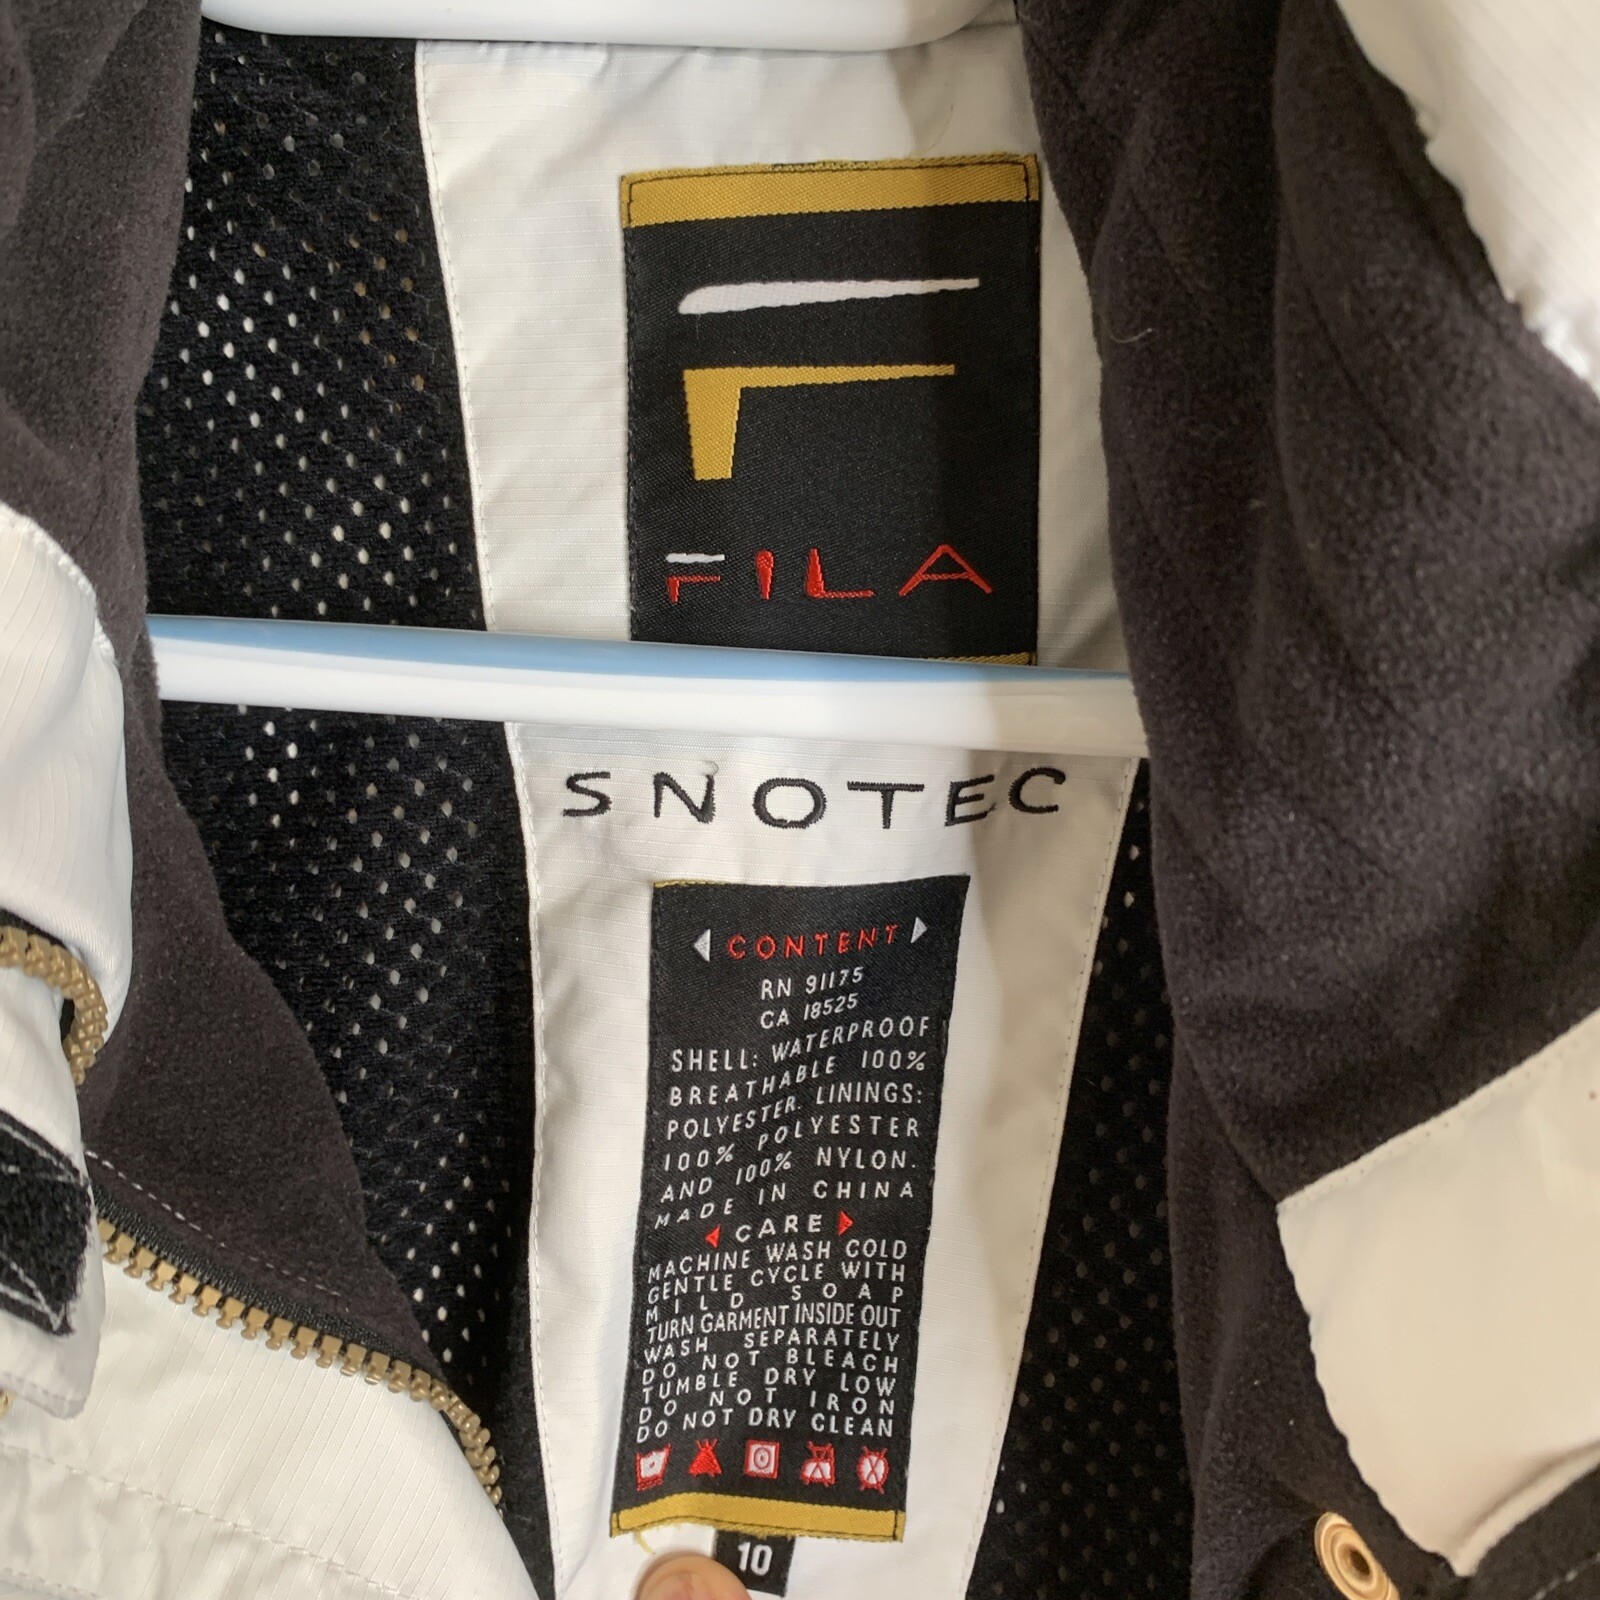 FILA
SNOTEC
CONTENT
RN 91175
CA 18525
SHELL: WATERPROOF
BREATHABLE 100%
POLYESTER. LININGS:
100% POLYESTER
AND 100% NYLON.
MADE IN CHINA
CARE
MACHINE WASH COLD
GENTLE CYCLE WITH
MILD SOAP
TURN GARMENT INSIDE OUT
WASH SEPARATELY
DO NOT BLEACH
TUMBLE DRY LOW
DO NOT IRON
DO NOT DRY CLEAN
10